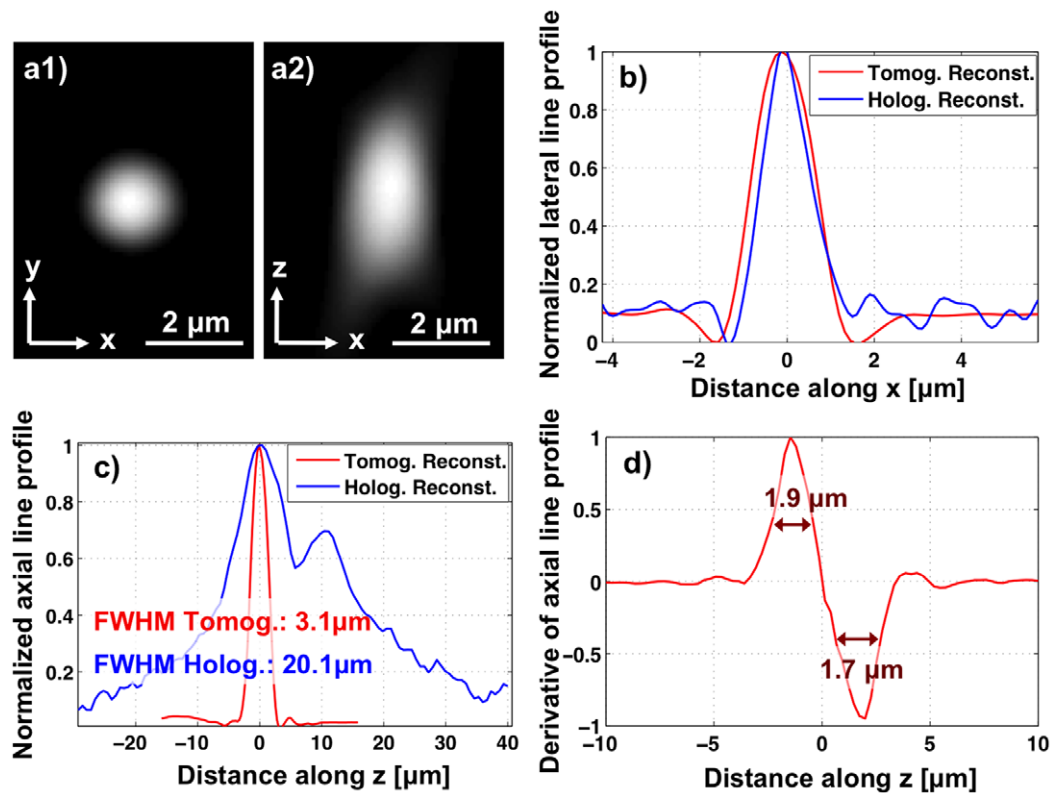 a1)
y
x
2 µm
a2)
z
x
2 µm
b)
Tomog. Reconst.
Holog. Reconst.
Normalized lateral line profile
1
0.8
0.6
0.4
0.2
0
−4
−2
0
2
4
Distance along x [µm]
c)
Tomog. Reconst.
Holog. Reconst.
Normalized axial line profile
1
0.8
0.6
0.4
0.2
FWHM Tomog.: 3.1µm
FWHM Holog.: 20.1µm
−20
−10
0
10
20
30
40
Distance along z [µm]
d)
Derivative of axial line profile
1
0.5
0
−0.5
−1
1.9 µm
1.7 µm
−10
−5
0
5
10
Distance along z [µm]